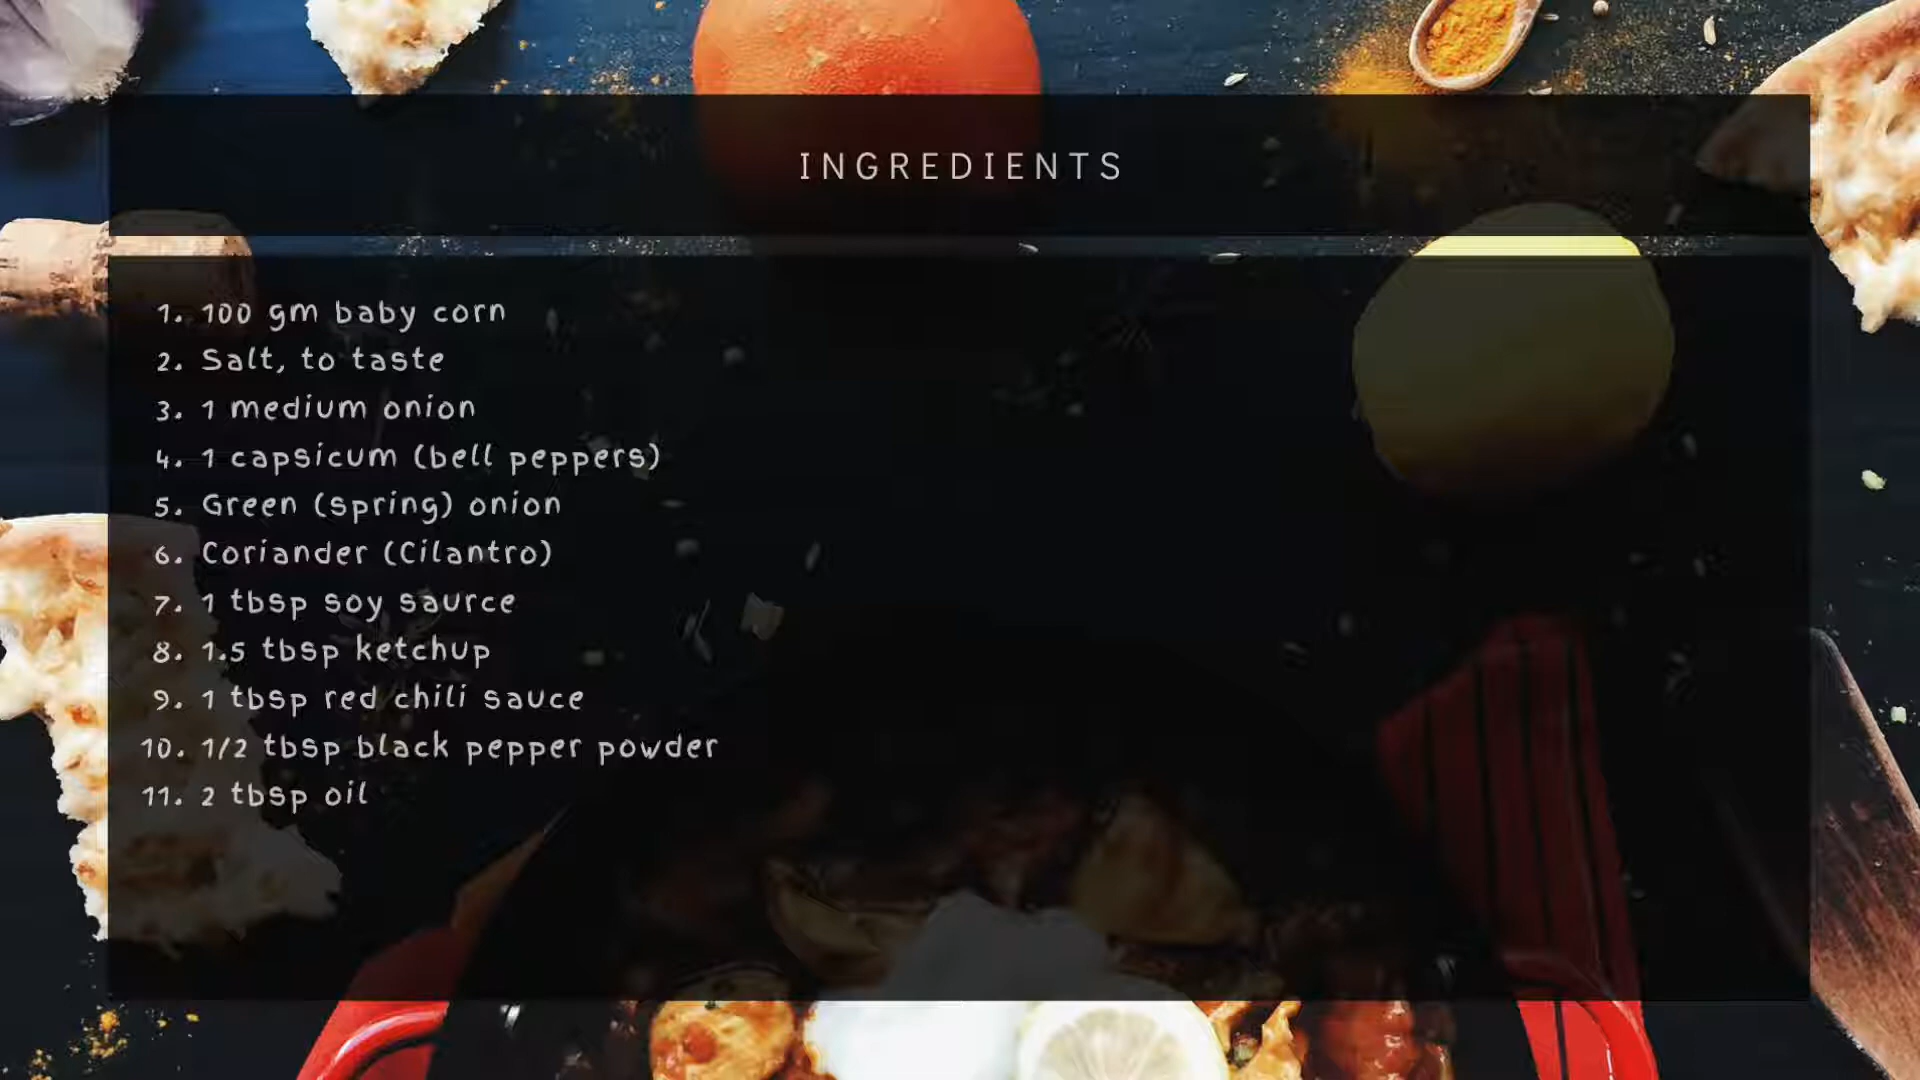 INGREDIENTS
1. 100 gm baby corn
2. Salt, to taste
3. 1 medium onion
4. 1 capsicum (bell peppers)
5. Green (spring) onion
6. Coriander (Cilantro)
7. 1 tbsp soy saurce
8. 1.5 tbsp ketchup
9. 1 tbsp red chili sauce
10. 1/2 tbsp black pepper powder
11. 2 tbsp oil